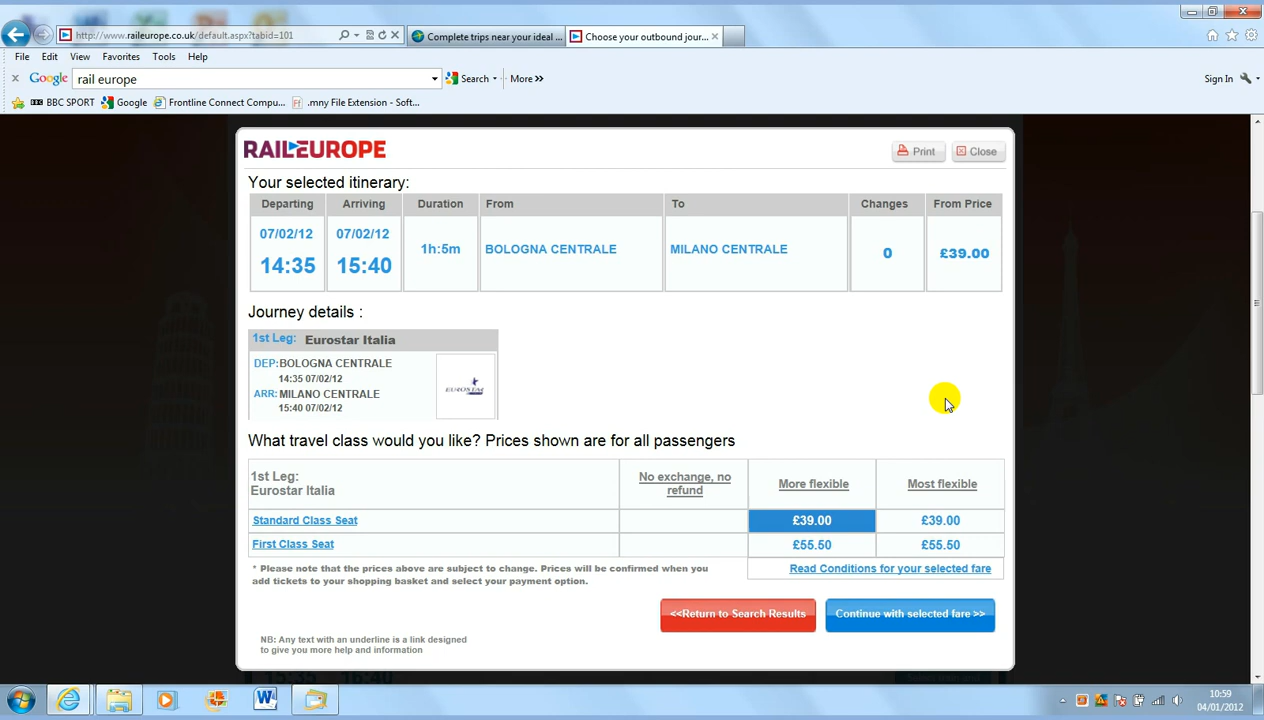 http://www.raileurope.co.uk/default.aspx?tabid=101
Complete trips near your ideal ...
Choose your outbound jour...
File Edit View Favorites Tools Help
Google rail europe Search More >> Sign In
BBC SPORT Google Frontline Connect Compu... .mny File Extension - Soft...
RAILEUROPE
Print Close
Your selected itinerary:
Departing Arriving Duration From To Changes From Price
07/02/12 07/02/12
14:35 15:40 1h:5m BOLOGNA CENTRALE MILANO CENTRALE 0 £39.00
Journey details :
1st Leg: Eurostar Italia
DEP: BOLOGNA CENTRALE
14:35 07/02/12
ARR: MILANO CENTRALE
15:40 07/02/12
EUROSTAR
What travel class would you like? Prices shown are for all passengers
1st Leg:
Eurostar Italia
No exchange, no
refund
More flexible
Most flexible
Standard Class Seat £39.00 £39.00
First Class Seat £55.50 £55.50
* Please note that the prices above are subject to change. Prices will be confirmed when you
add tickets to your shopping basket and select your payment option.
Read Conditions for your selected fare
<<Return to Search Results
Continue with selected fare >>
NB: Any text with an underline is a link designed
to give you more help and information
10:59
04/01/2012